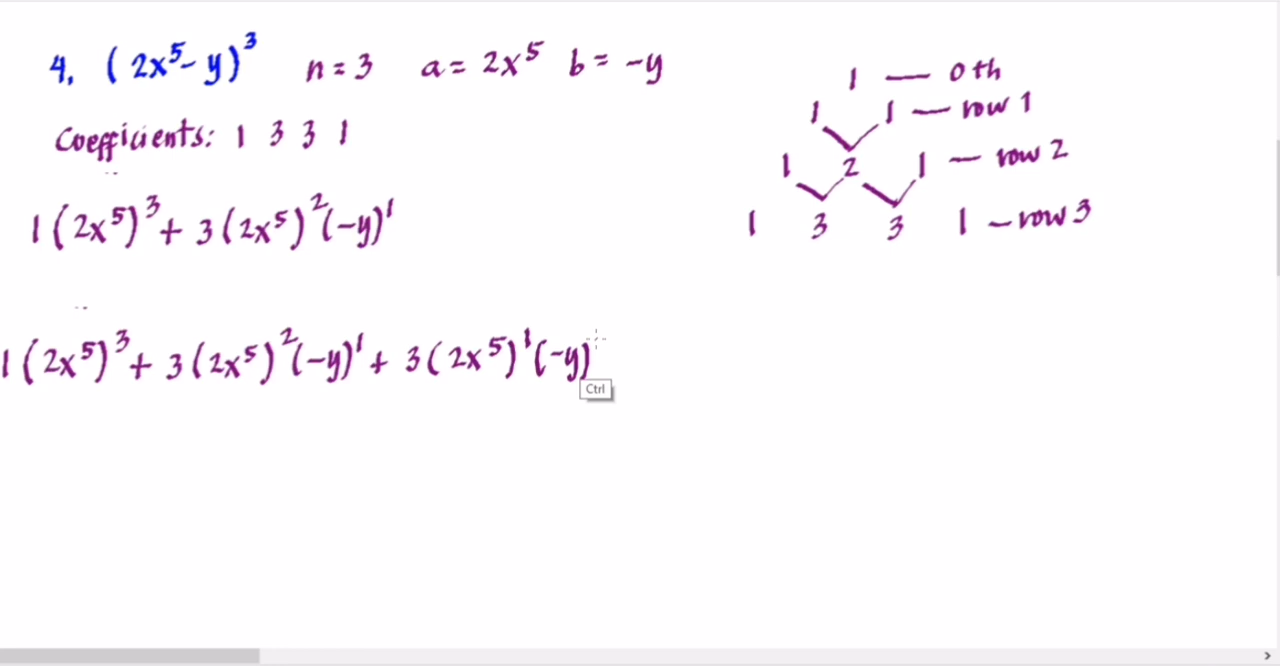 4. (2x⁵- y)³ n = 3 a = 2x⁵ b = -y
Coefficients: 1 3 3 1
1(2x⁵)³ + 3(2x⁵)²(-y)¹
1(2x⁵)³ + 3(2x⁵)²(-y)¹ + 3(2x⁵)¹(-y)
Ctrl
1 — 0th
1 1 — row 1
1 2 1 — row 2
1 3 3 1 — row 3